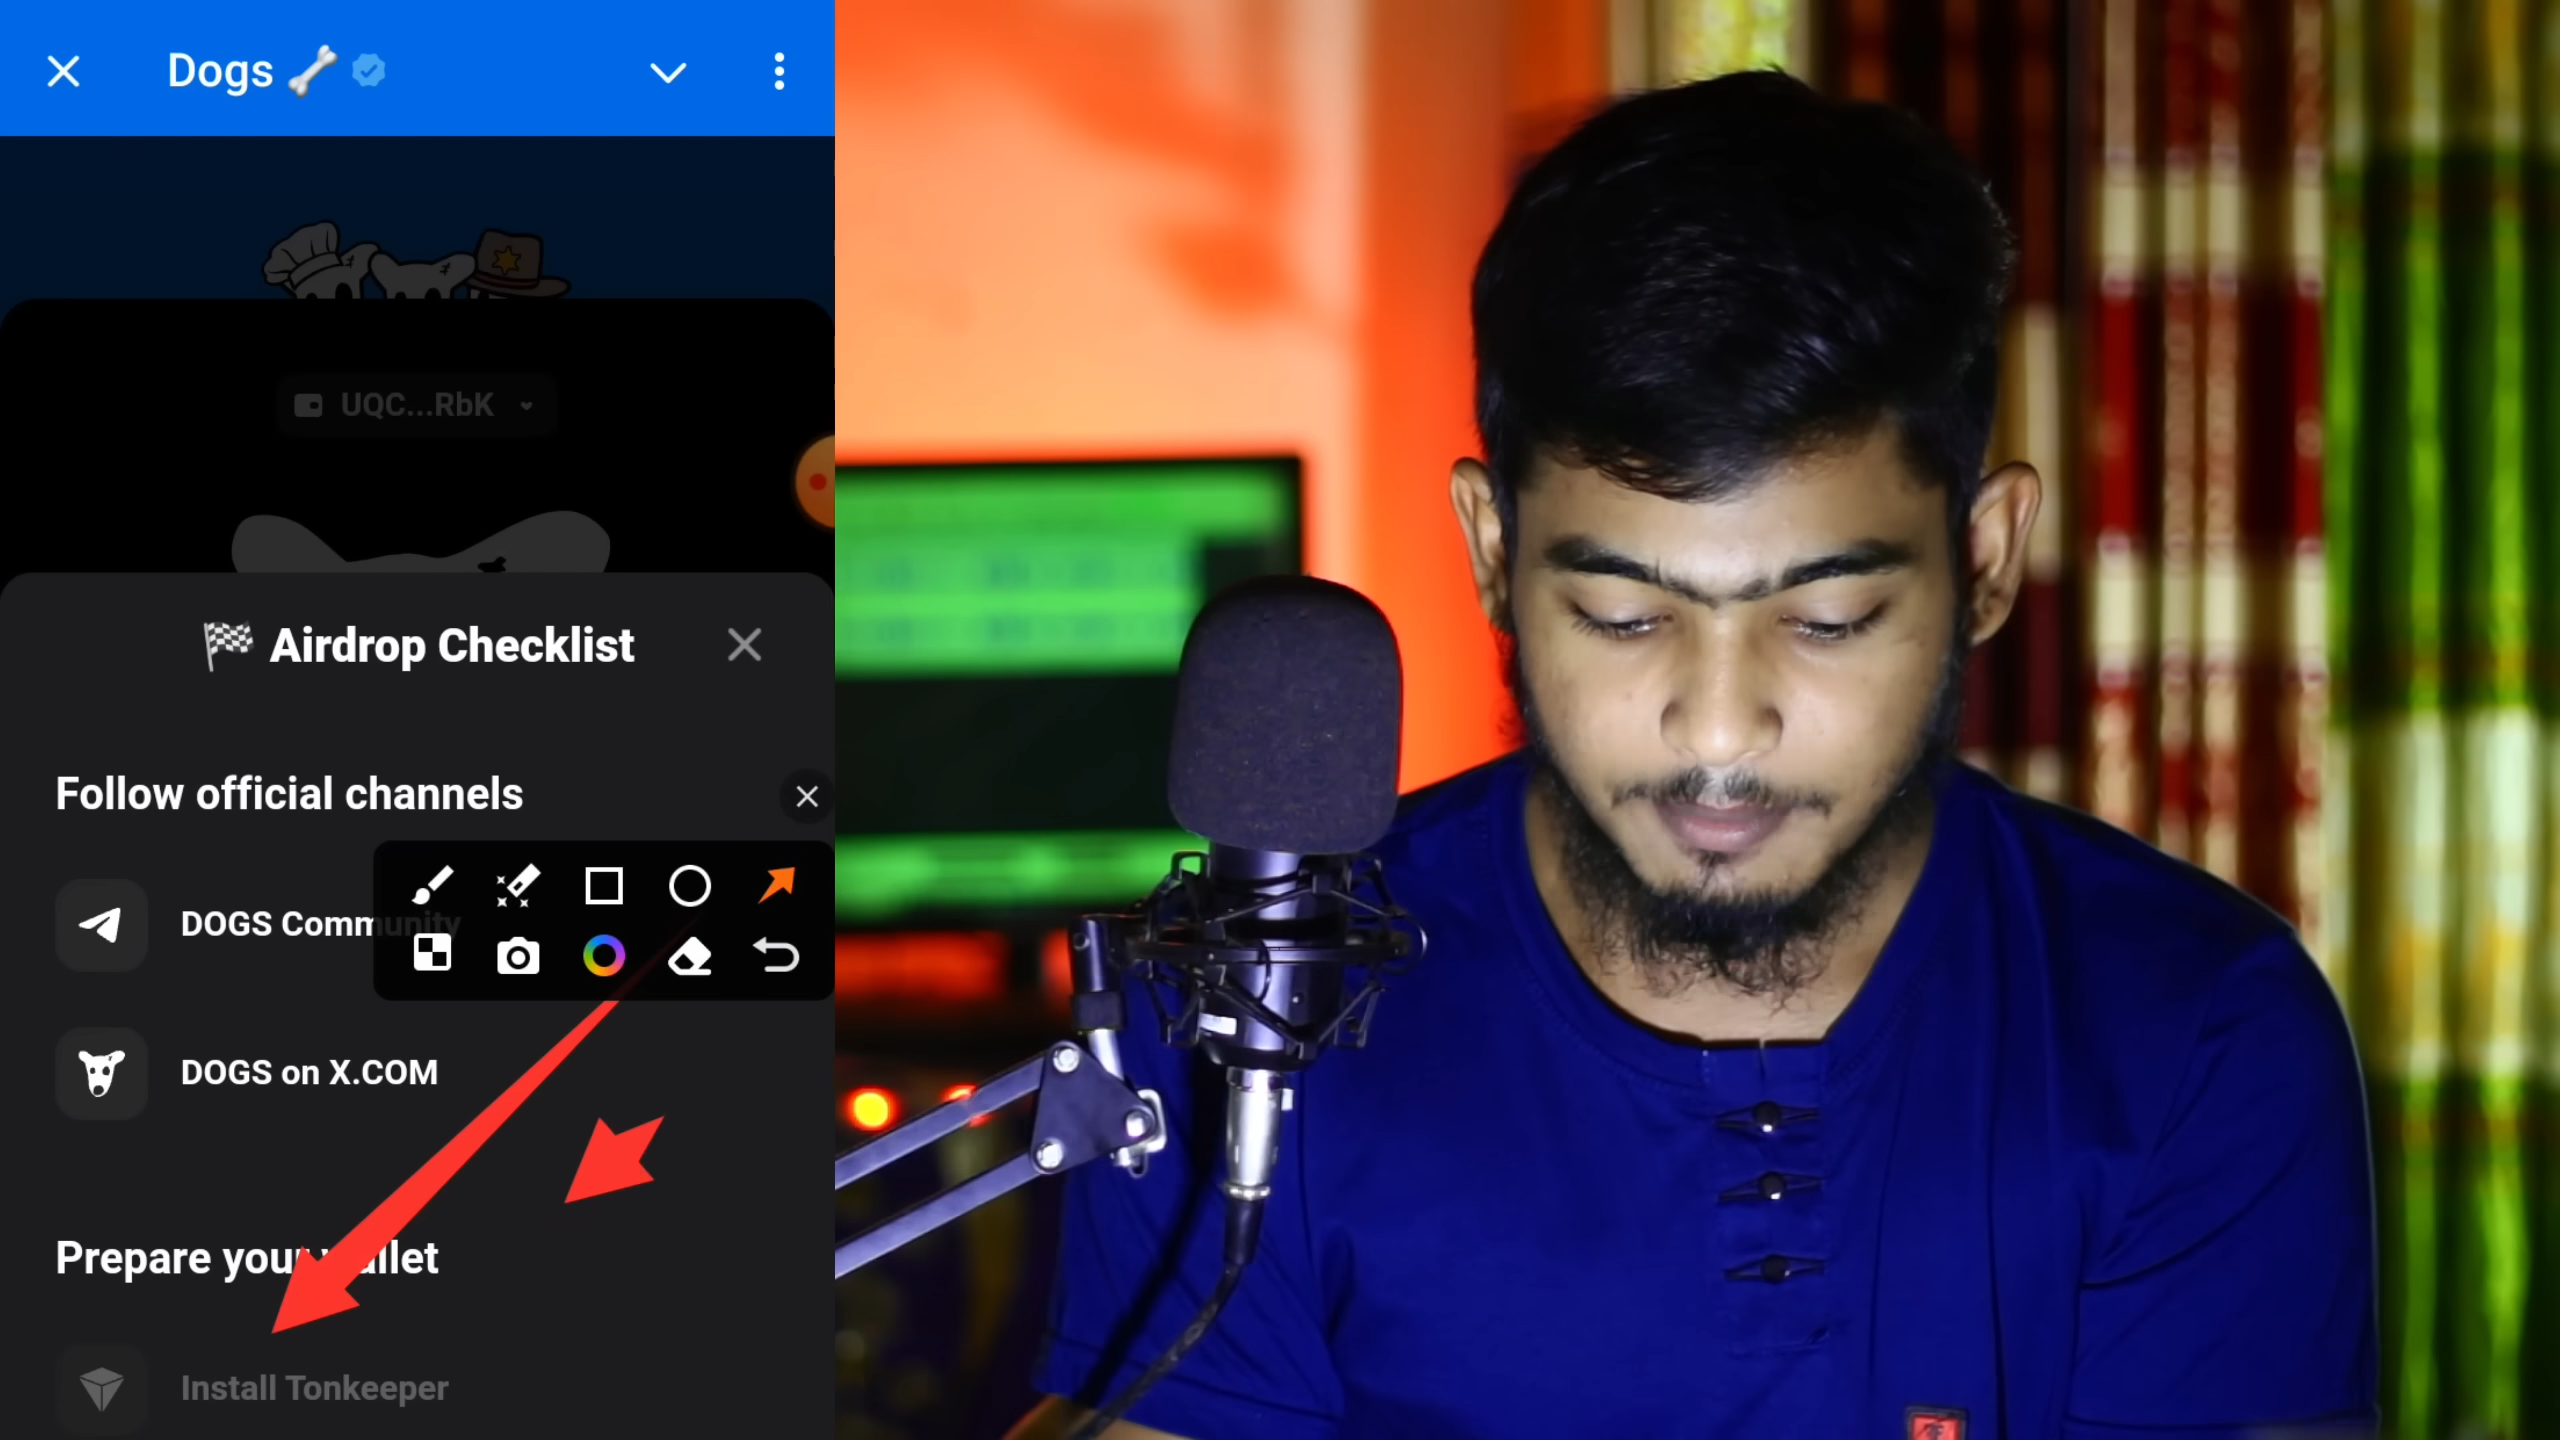 Dogs
UQC...RbK
Airdrop Checklist
Follow official channels
DOGS Community
DOGS on X.COM
Prepare your wallet
Install Tonkeeper